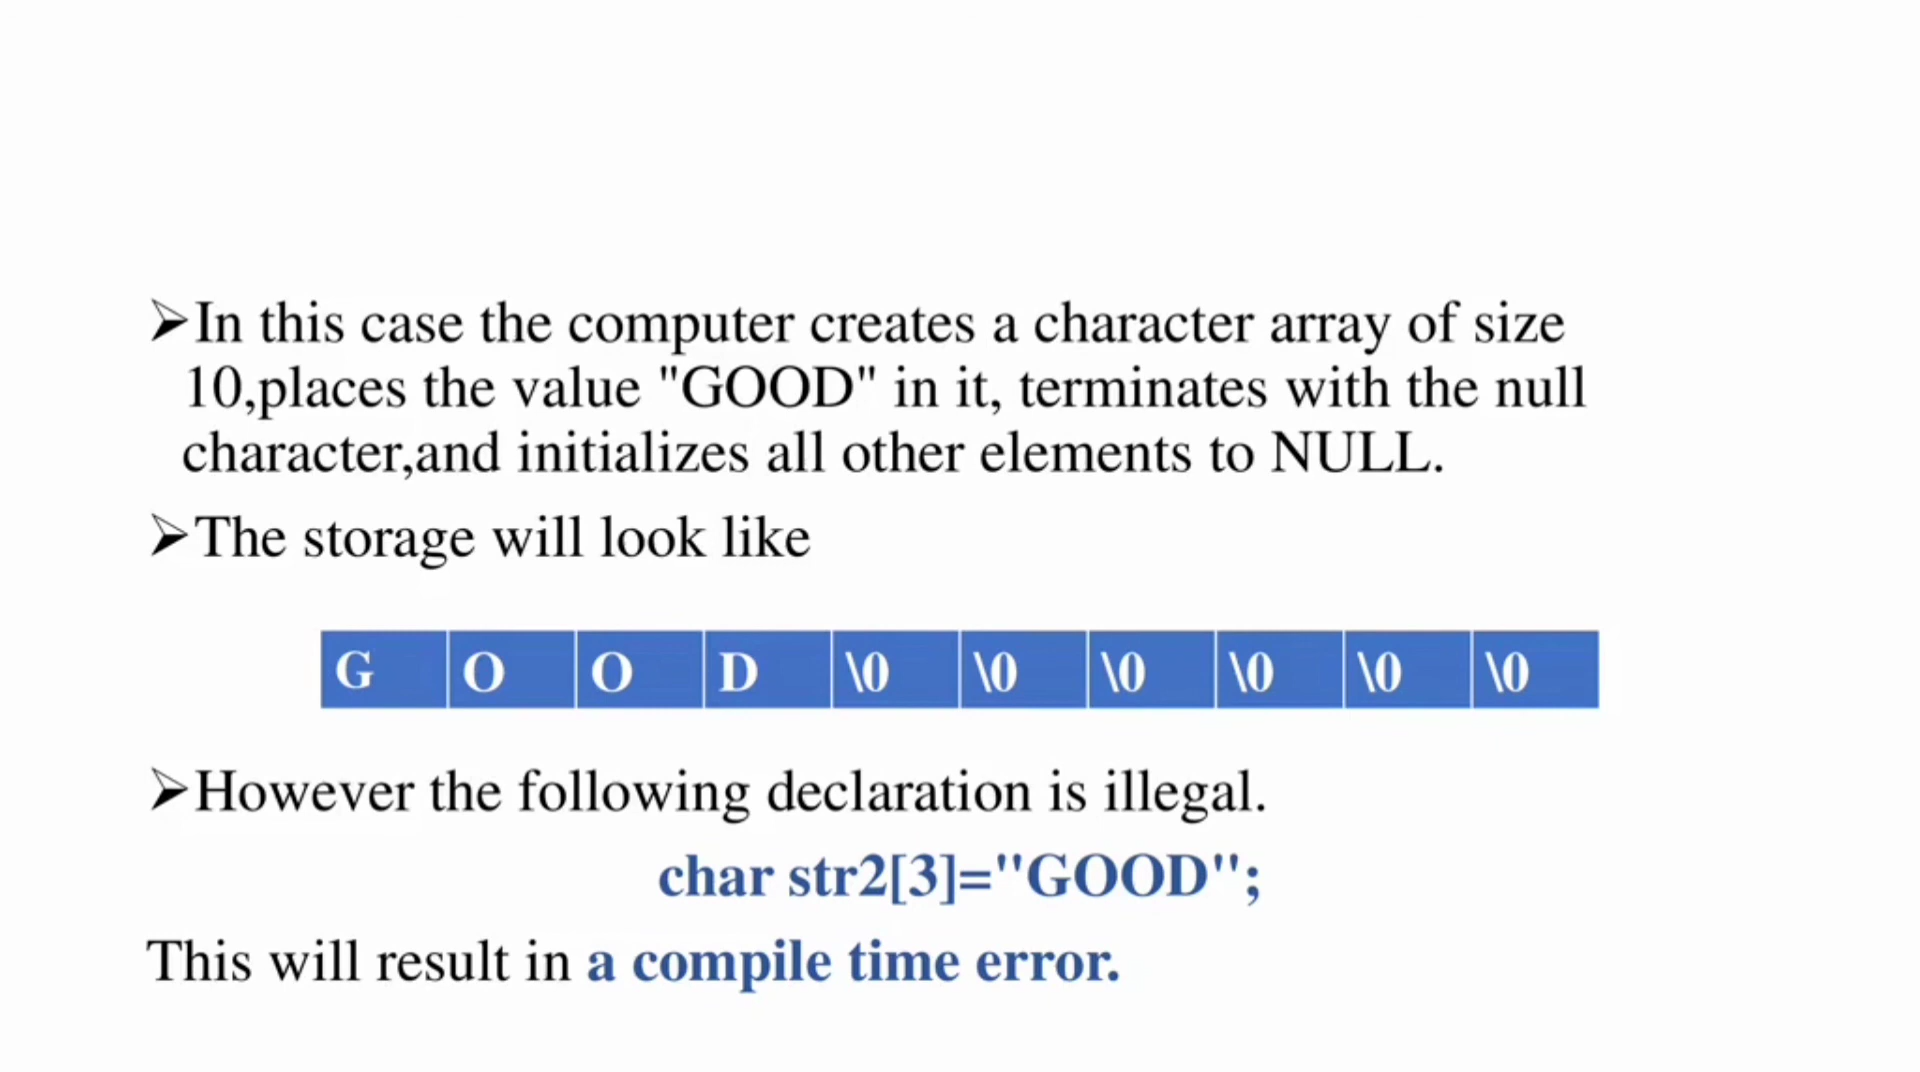 ➢In this case the computer creates a character array of size
10,places the value "GOOD" in it, terminates with the null
character,and initializes all other elements to NULL.
➢The storage will look like
G O O D \0 \0 \0 \0 \0 \0
➢However the following declaration is illegal.
char str2[3]="GOOD";
This will result in a compile time error.